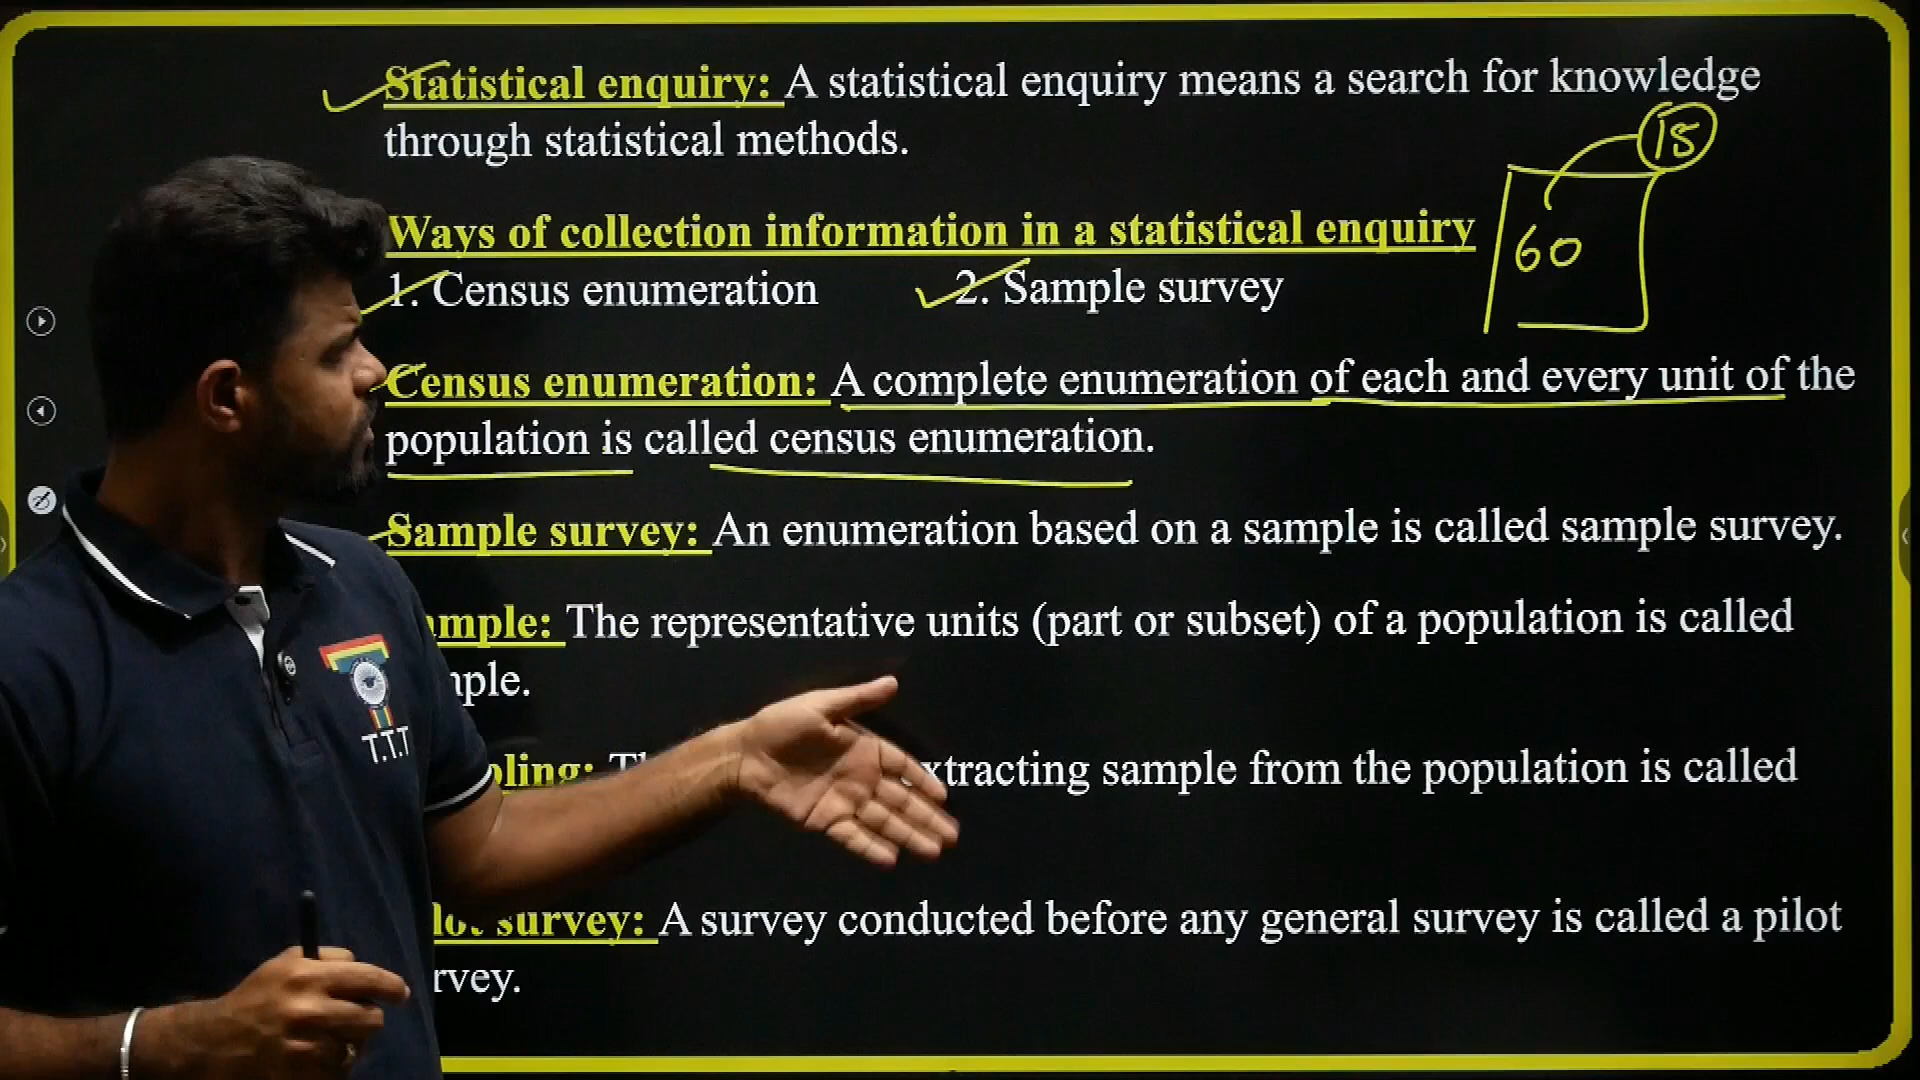 Statistical enquiry: A statistical enquiry means a search for knowledge
through statistical methods.
15
Ways of collection information in a statistical enquiry
60
1. Census enumeration 2. Sample survey
Census enumeration: A complete enumeration of each and every unit of the
population is called census enumeration.
Sample survey: An enumeration based on a sample is called sample survey.
mple: The representative units (part or subset) of a population is called
mple.
T.T.T
pling: xtracting sample from the population is called
lot survey: A survey conducted before any general survey is called a pilot
rvey.